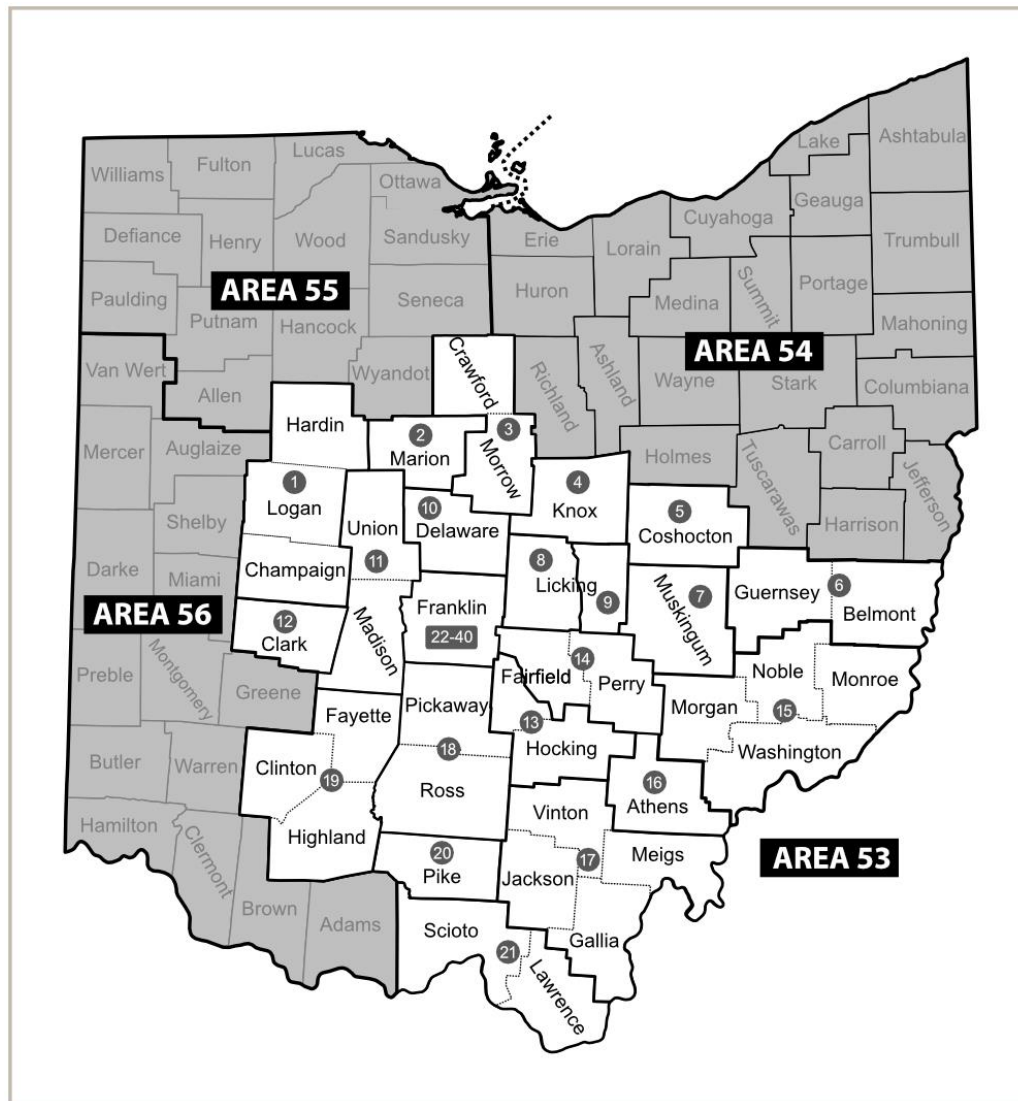 Lake
Ashtabula
Lucas
Fulton
Williams
Ottawa
Geauga
Cuyahoga
Defiance
Henry
Wood
Sandusky
Erie
Lorain
Trumbull
Summit
Portage
Paulding
AREA 55
Seneca
Huron
Medina
Putnam
Hancock
Mahoning
AREA 54
Van Wert
Allen
Wyandot
Crawford
Richland
Ashland
Wayne
Stark
Columbiana
Hardin
2
Marion
3
Morrow
Mercer
Auglaize
Holmes
Tuscarawas
Carroll
Jefferson
1
Logan
4
Knox
5
Coshocton
Harrison
Shelby
Union
10
Delaware
Darke
Miami
Champaign
11
8
Licking
9
Muskingum
7
Guernsey
6
Belmont
AREA 56
12
Clark
Madison
Franklin
22-40
Preble
Montgomery
Greene
14
Fairfield
Perry
Noble
Monroe
Fayette
Pickaway
13
Hocking
Morgan
15
Washington
Butler
Warren
Clinton
19
18
Ross
16
Athens
Hamilton
Clermont
Highland
Vinton
20
Pike
17
Meigs
AREA 53
Jackson
Brown
Adams
Scioto
Gallia
21
Lawrence